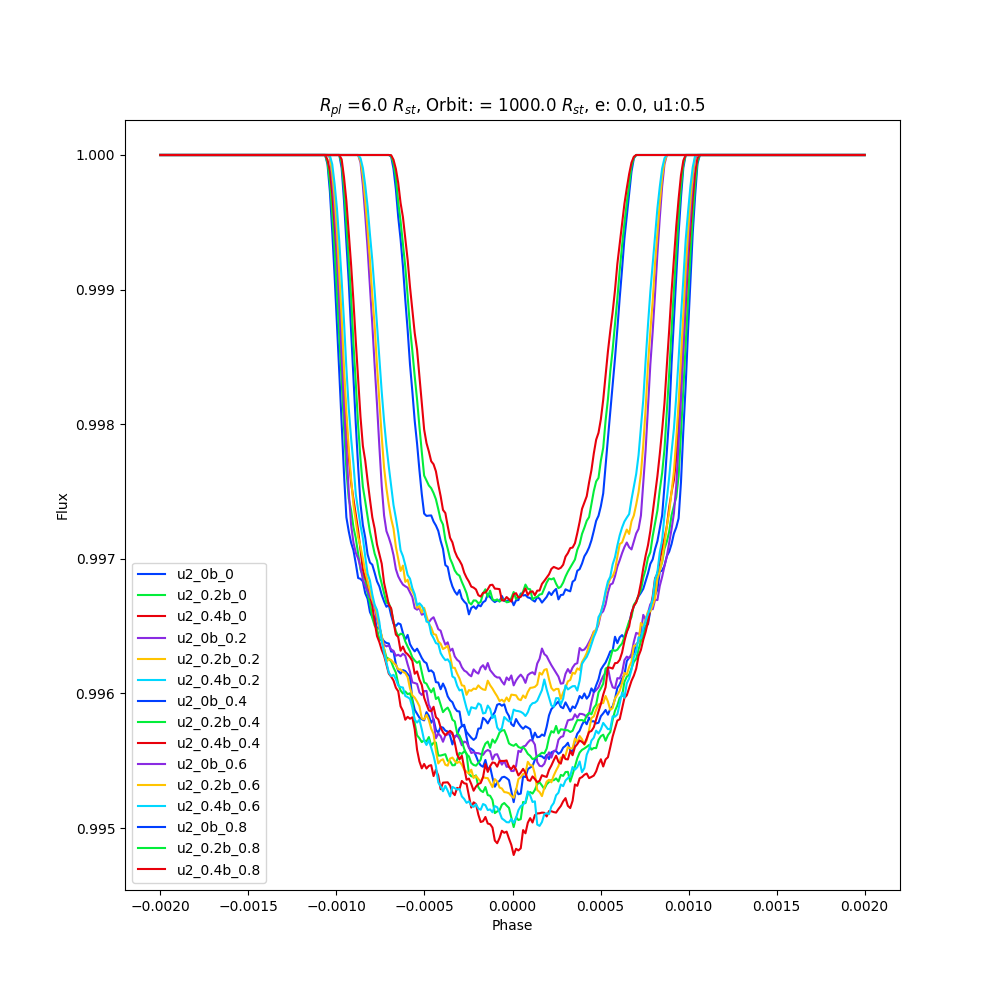 R_pl =6.0 R_st, Orbit: = 1000.0 R_st, e: 0.0, u1:0.5
1.000
0.999
0.998
0.997
0.996
0.995
Flux
u2_0b_0
u2_0.2b_0
u2_0.4b_0
u2_0b_0.2
u2_0.2b_0.2
u2_0.4b_0.2
u2_0b_0.4
u2_0.2b_0.4
u2_0.4b_0.4
u2_0b_0.6
u2_0.2b_0.6
u2_0.4b_0.6
u2_0b_0.8
u2_0.2b_0.8
u2_0.4b_0.8
−0.0020 −0.0015 −0.0010 −0.0005 0.0000 0.0005 0.0010 0.0015 0.0020
Phase